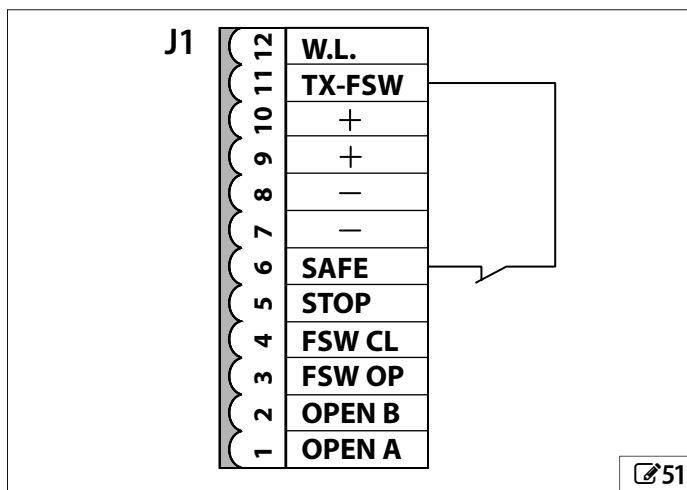 J1
12 W.L.
11 TX-FSW
10 +
9 +
8 −
7 −
6 SAFE
5 STOP
4 FSW CL
3 FSW OP
2 OPEN B
1 OPEN A
51